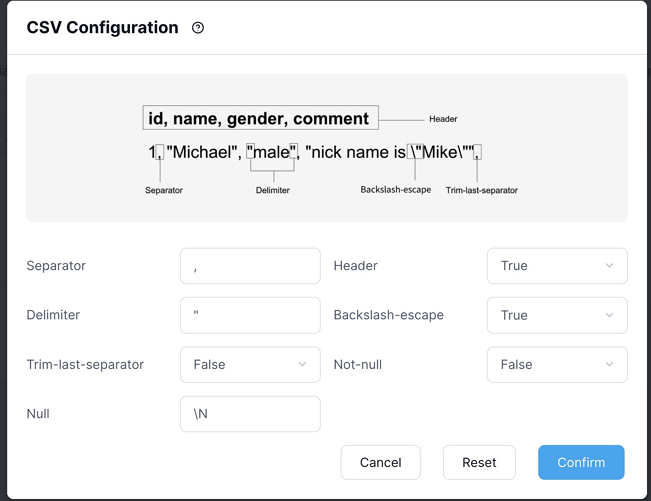 CSV Configuration ?
id, name, gender, comment
Header
1, "Michael", "male", "nick name is \"Mike\"",
Separator Delimiter Backslash-escape Trim-last-separator
Separator , Header True
Delimiter " Backslash-escape True
Trim-last-separator False Not-null False
Null \N
Cancel Reset Confirm